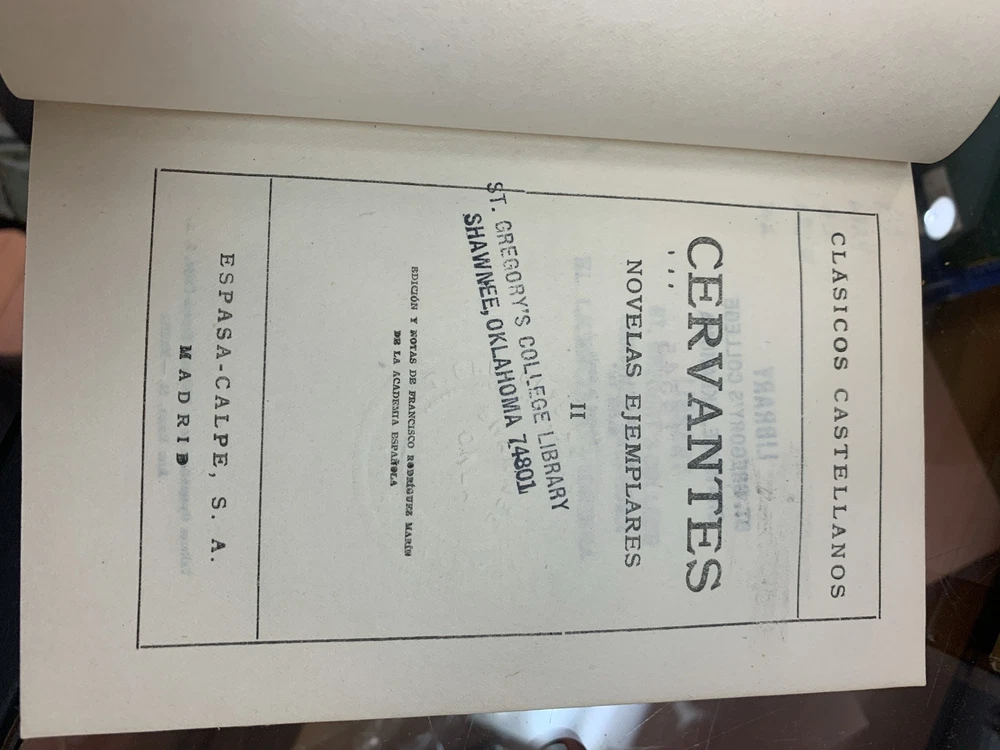 CLÁSICOS CASTELLANOS
CERVANTES
NOVELAS EJEMPLARES
II
ST. GREGORY'S COLLEGE LIBRARY
SHAWNEE, OKLAHOMA 74801
EDICIÓN Y NOTAS DE FRANCISCO RODRÍGUEZ MARÍN
DE LA ACADEMIA ESPAÑOLA
ESPASA-CALPE, S. A.
MADRID